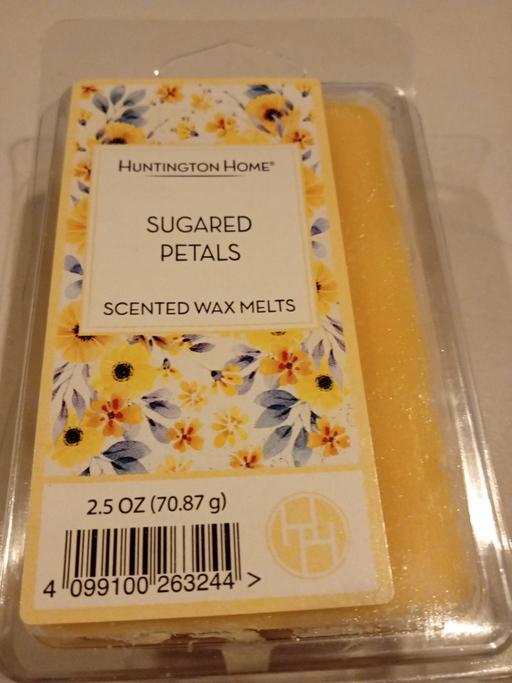 HUNTINGTON HOME®
SUGARED
PETALS
SCENTED WAX MELTS
2.5 OZ (70.87 g)
4 099100 263244 >